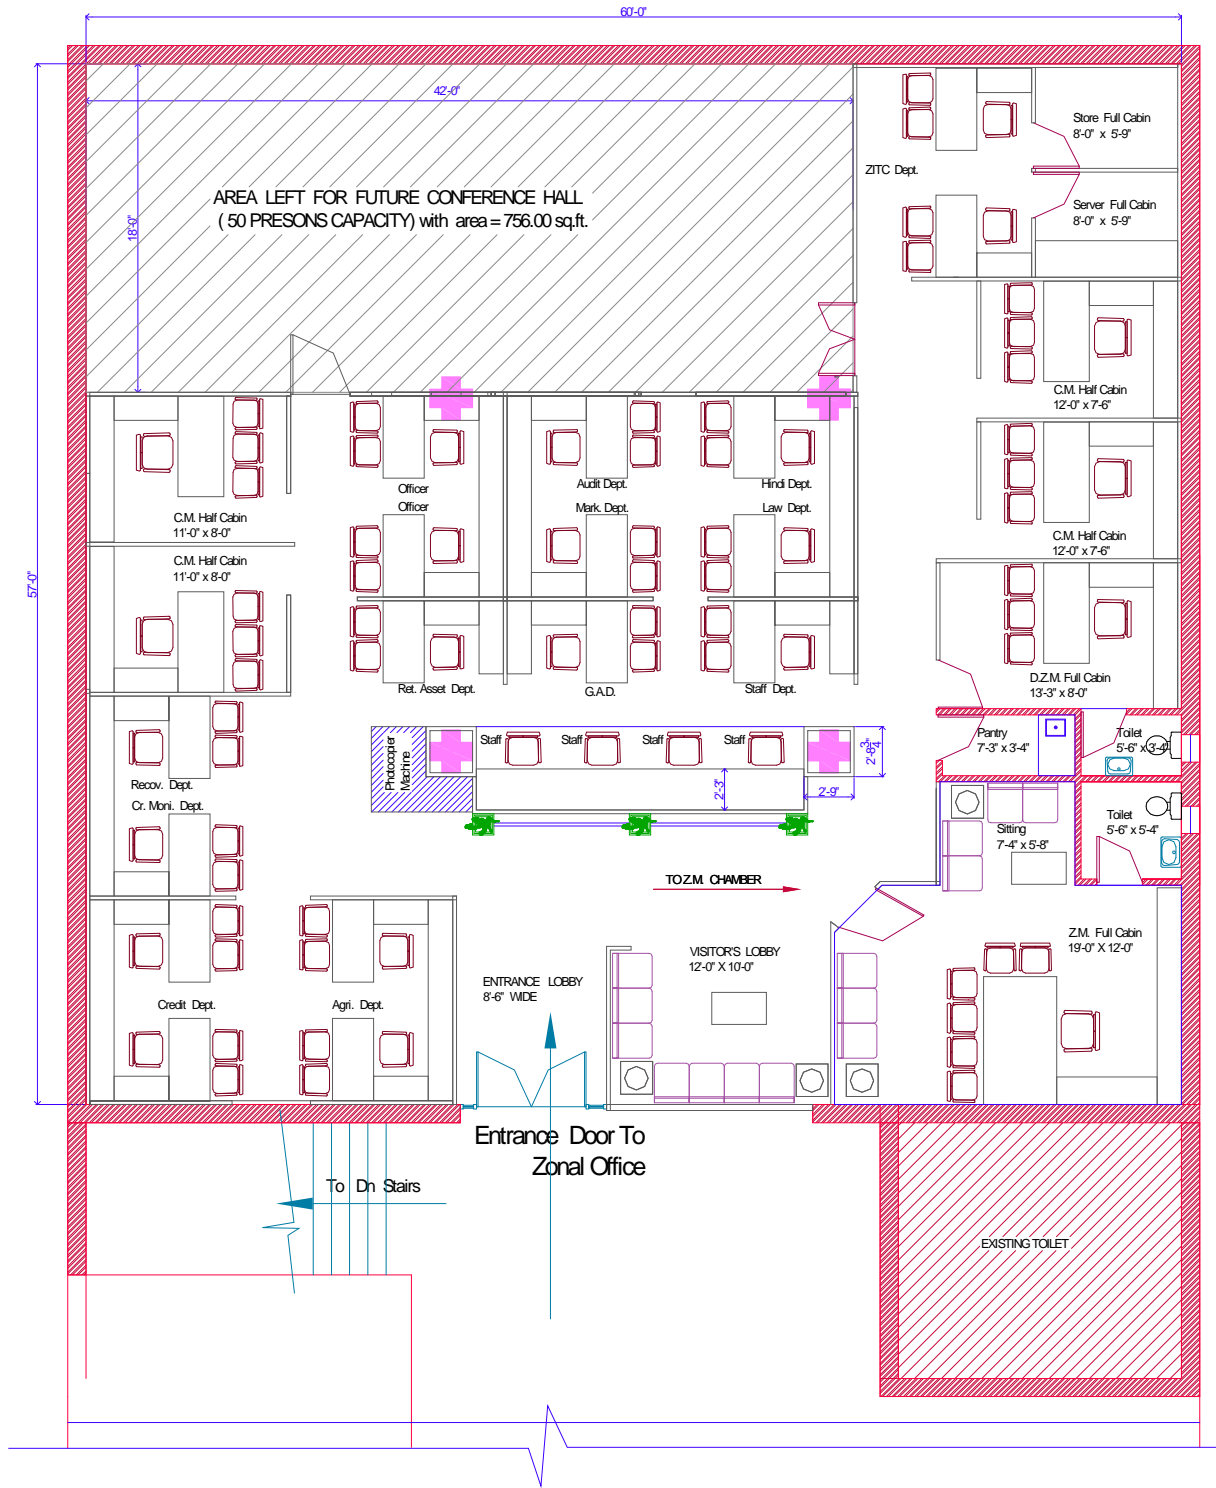 60'-0"
42'-0"
18'-0"
57'-0"
AREA LEFT FOR FUTURE CONFERENCE HALL
( 50 PRESONS CAPACITY) with area = 756.00 sq.ft.
ZITC Dept.
Store Full Cabin
8'-0" x 5'-9"
Server Full Cabin
8'-0" x 5'-9"
C.M. Half Cabin
12'-0" x 7'-6"
C.M. Half Cabin
12'-0" x 7'-6"
D.Z.M. Full Cabin
13'-3" x 8'-0"
C.M. Half Cabin
11'-0" x 8'-0"
C.M. Half Cabin
11'-0" x 8'-0"
Officer
Officer
Audit Dept.
Mark. Dept.
Hindi Dept.
Law Dept.
Ret. Asset Dept.
G.A.D.
Staff Dept.
Recov. Dept.
Cr. Moni. Dept.
Photocopier
Machine
Staff
Staff
Staff
Staff
2'-3"
2'-9"
2'-8 3/4"
Pantry
7'-3" x 3'-4"
Toilet
5'-6" x 3'-4"
Toilet
5'-6" x 5'-4"
Sitting
7'-4" x 5'-8"
TO Z.M. CHAMBER
Z.M. Full Cabin
19'-0" X 12'-0"
VISITOR'S LOBBY
12'-0" X 10'-0"
ENTRANCE LOBBY
8'-6" WIDE
Credit Dept.
Agri. Dept.
Entrance Door To
Zonal Office
To Dn Stairs
EXISTING TOILET